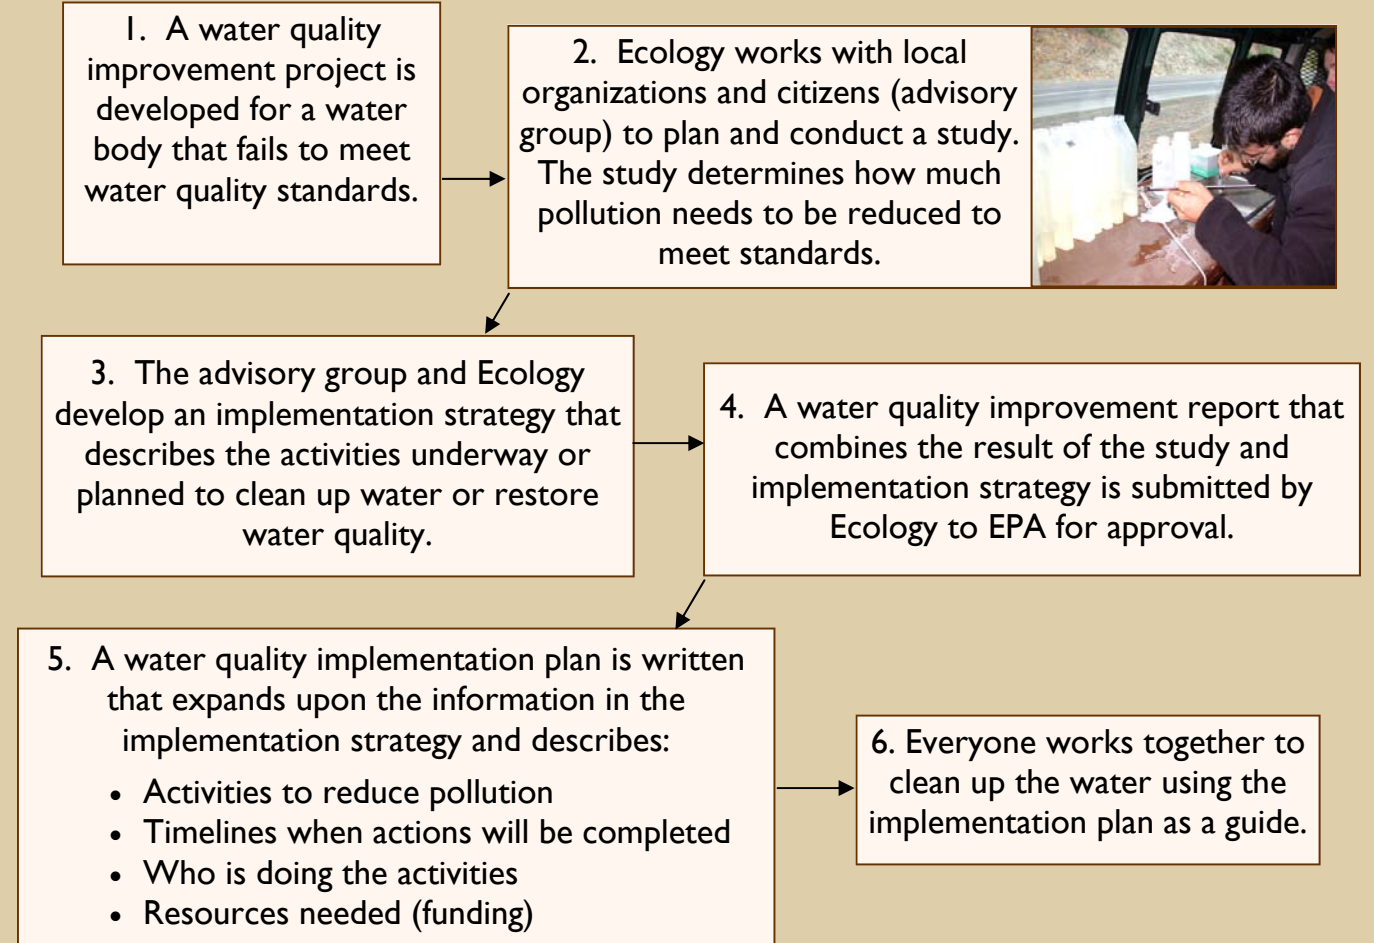 1. A water quality
improvement project is
developed for a water
body that fails to meet
water quality standards.
2. Ecology works with local
organizations and citizens (advisory
group) to plan and conduct a study.
The study determines how much
pollution needs to be reduced to
meet standards.
3. The advisory group and Ecology
develop an implementation strategy that
describes the activities underway or
planned to clean up water or restore
water quality.
4. A water quality improvement report that
combines the result of the study and
implementation strategy is submitted by
Ecology to EPA for approval.
5. A water quality implementation plan is written
that expands upon the information in the
implementation strategy and describes:
• Activities to reduce pollution
• Timelines when actions will be completed
• Who is doing the activities
• Resources needed (funding)
6. Everyone works together to
clean up the water using the
implementation plan as a guide.